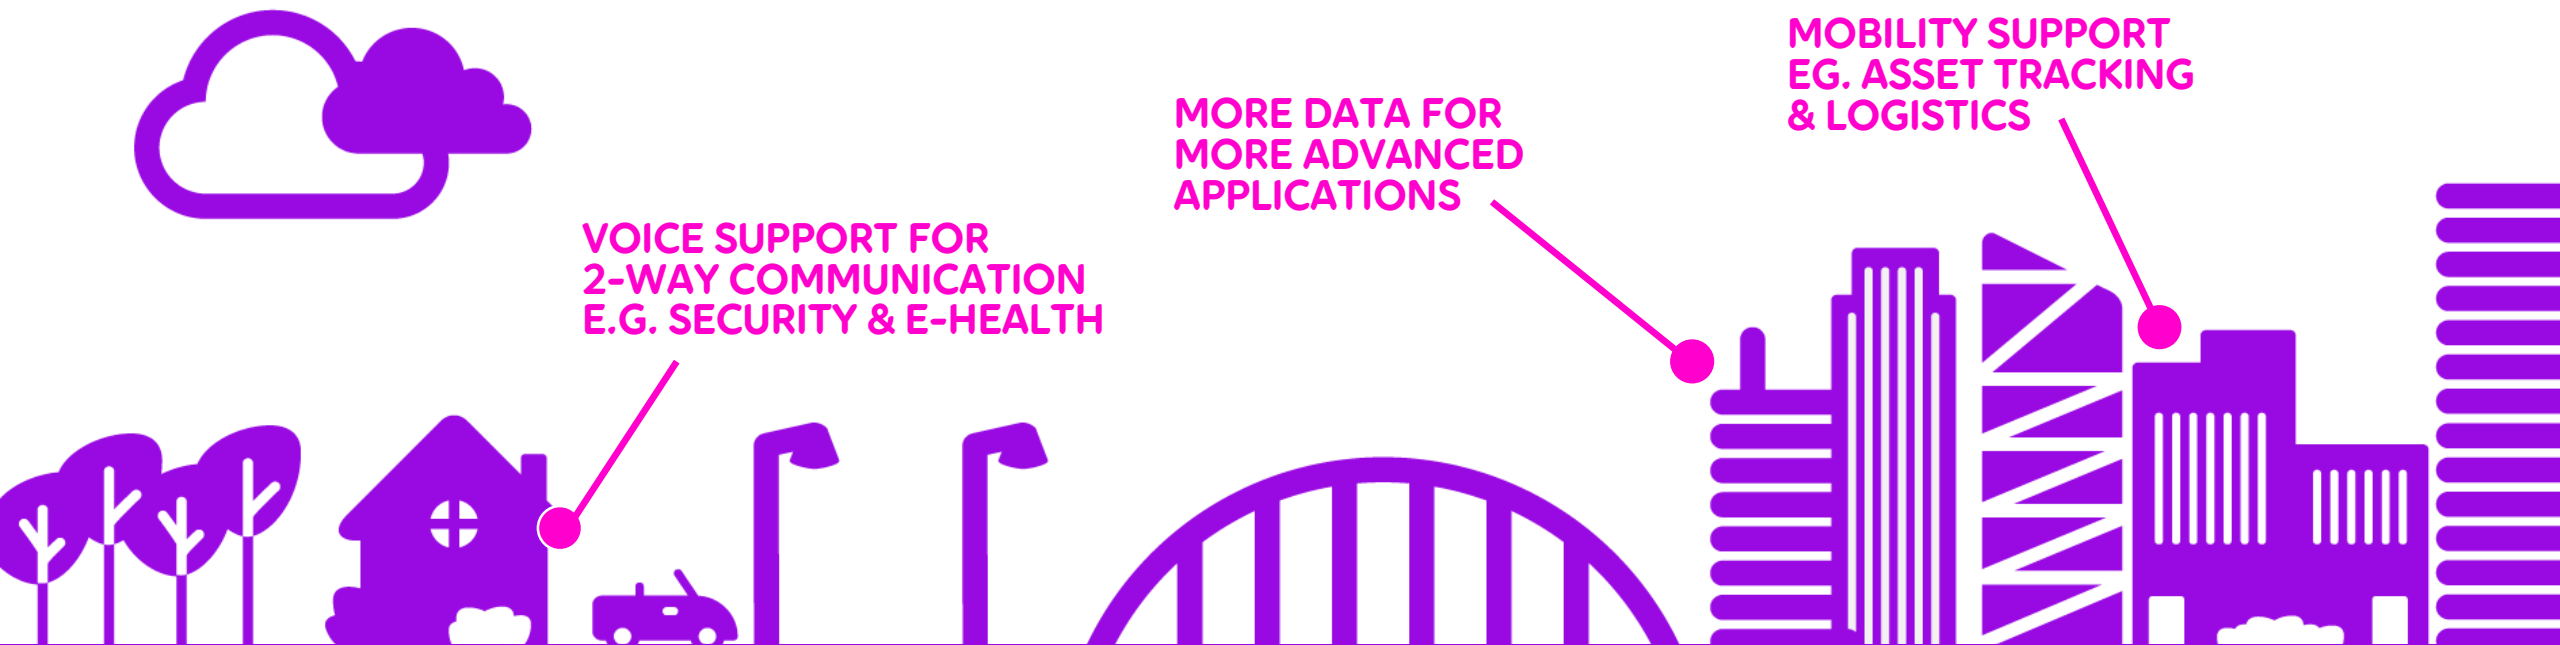 VOICE SUPPORT FOR
2-WAY COMMUNICATION
E.G. SECURITY & E-HEALTH
MORE DATA FOR
MORE ADVANCED
APPLICATIONS
MOBILITY SUPPORT
EG. ASSET TRACKING
& LOGISTICS